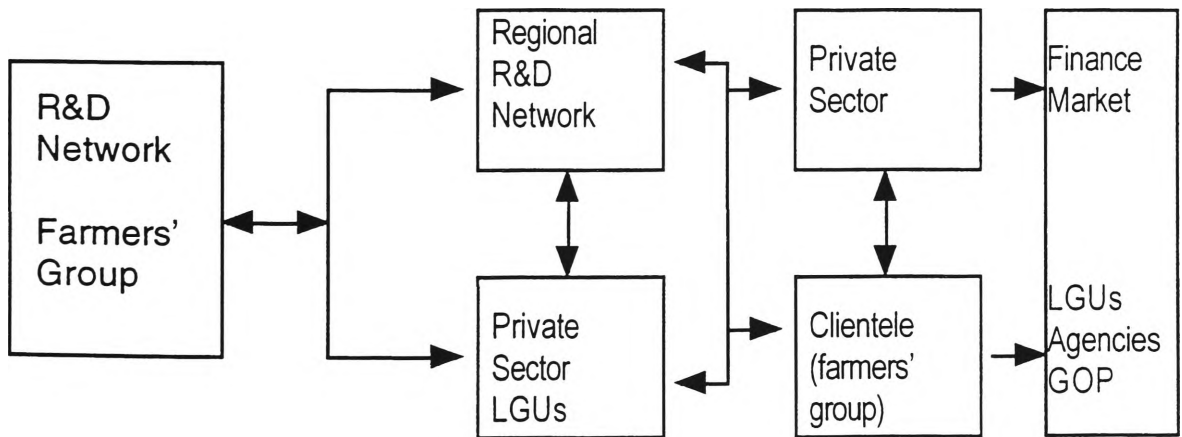 R&D
Network
Farmers'
Group
Regional
R&D
Network
Private
Sector
LGUs
Private
Sector
Clientele
(farmers'
group)
Finance
Market
LGUs
Agencies
GOP